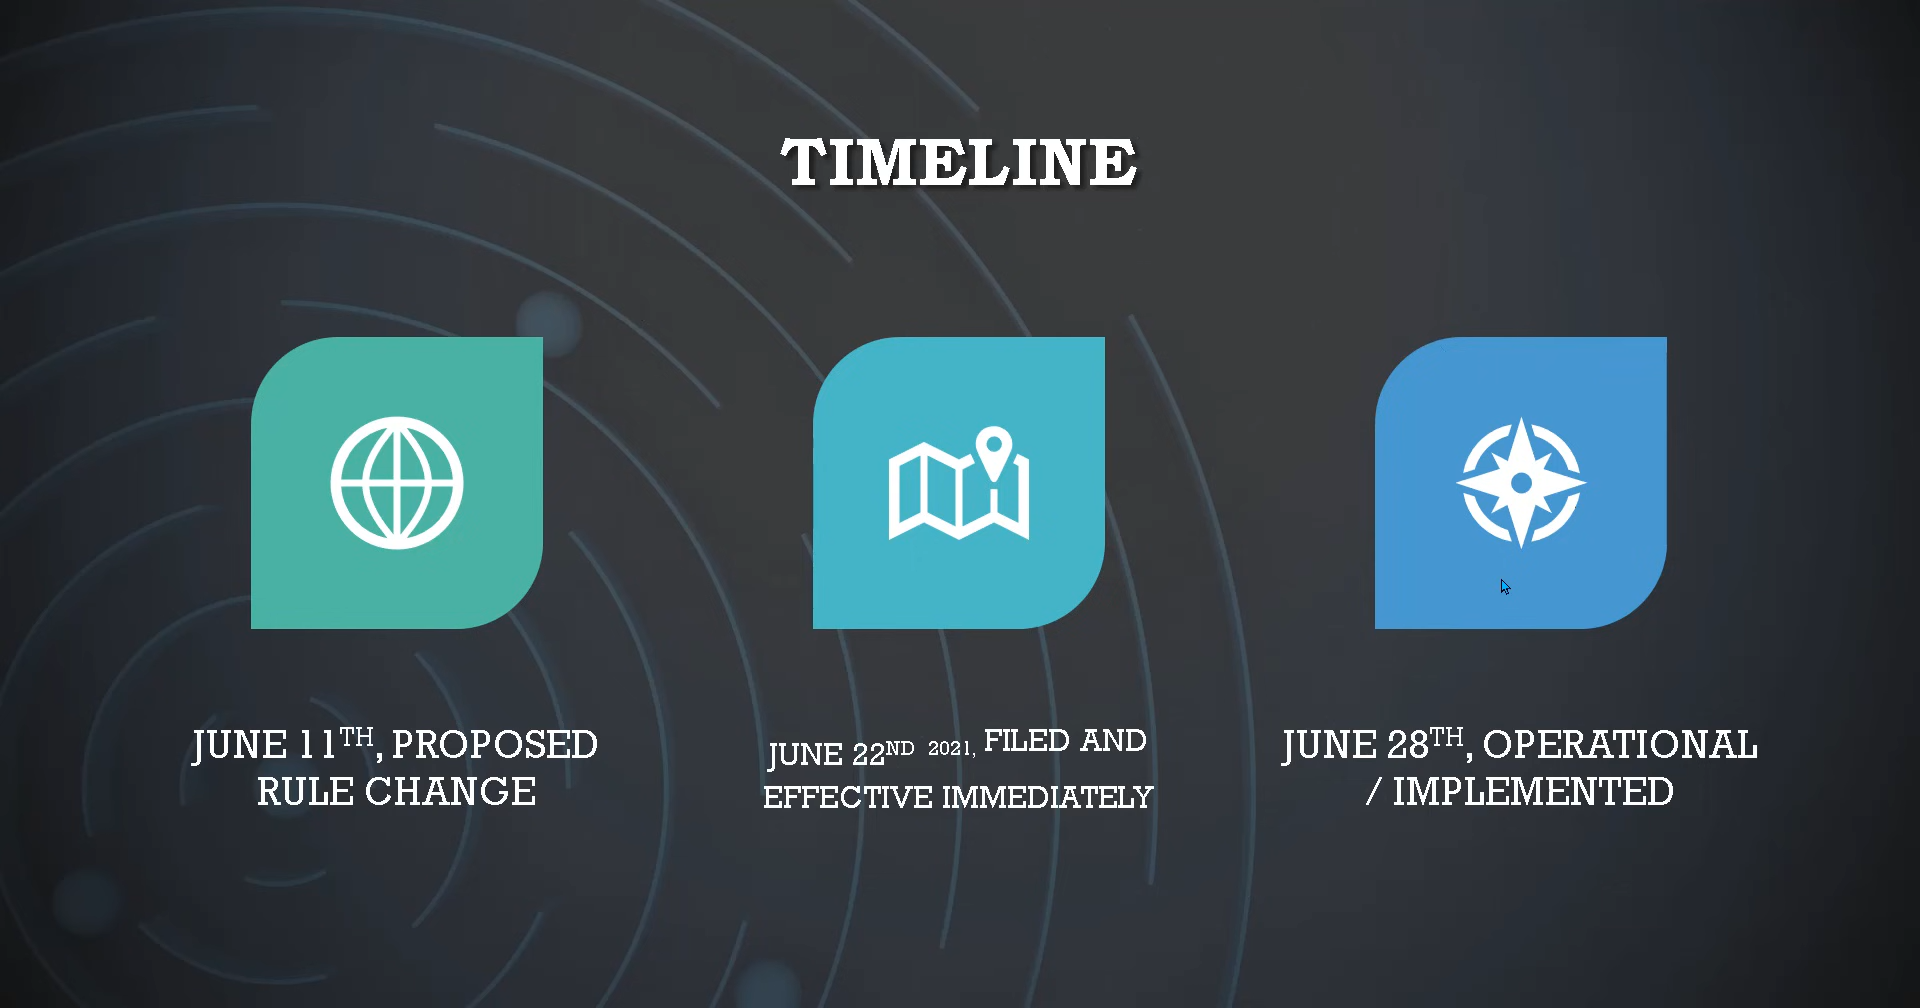 TIMELINE
JUNE 11TH, PROPOSED
RULE CHANGE
JUNE 22ND 2021, FILED AND
EFFECTIVE IMMEDIATELY
JUNE 28TH, OPERATIONAL
/ IMPLEMENTED